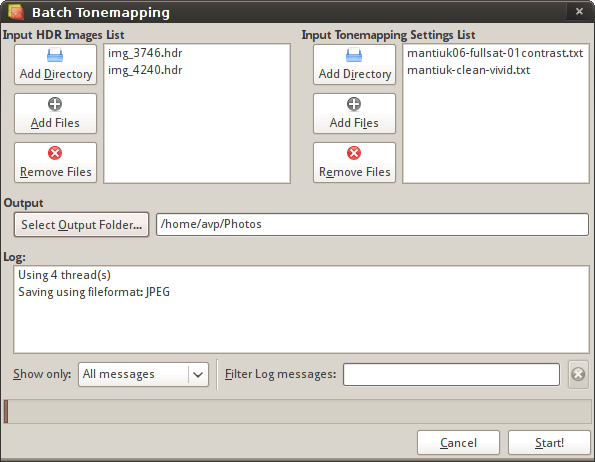 Batch Tonemapping
Input HDR Images List
Add Directory
Add Files
Remove Files
img_3746.hdr
img_4240.hdr
Input Tonemapping Settings List
Add Directory
Add Files
Remove Files
mantiuk06-fullsat-01contrast.txt
mantiuk-clean-vivid.txt
Output
Select Output Folder...
/home/avp/Photos
Log:
Using 4 thread(s)
Saving using fileformat: JPEG
Show only:
All messages
Filter Log messages:
Cancel
Start!